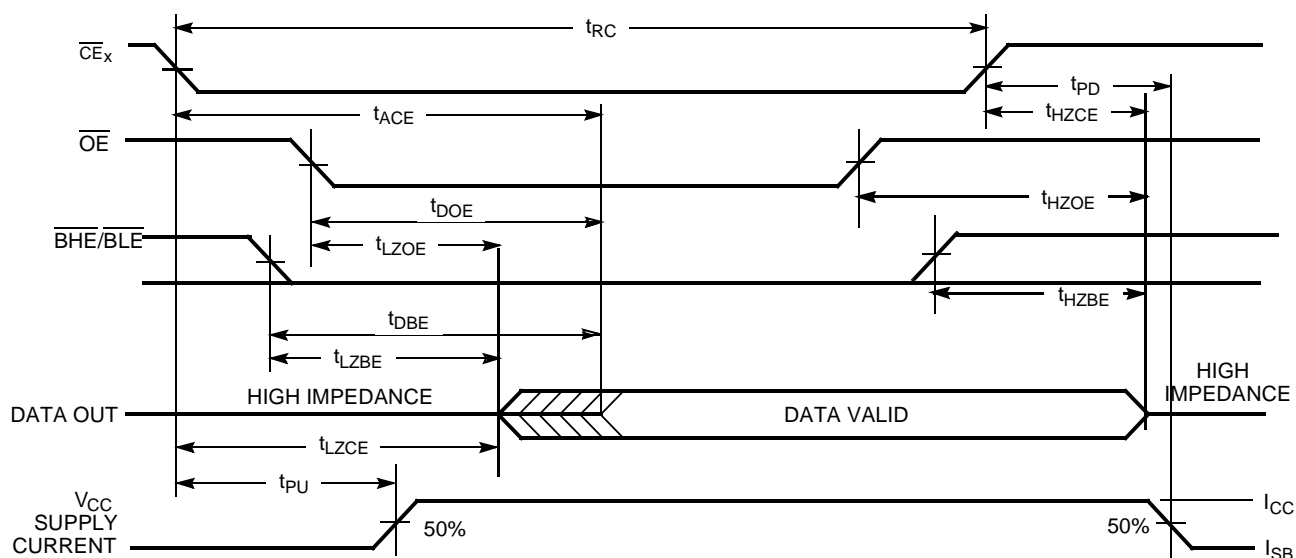 tRC
CEx
tPD
tACE
tHZCE
OE
tDOE
tHZOE
BHE/BLE
tLZOE
tHZBE
tDBE
tLZBE
HIGH IMPEDANCE
HIGH
IMPEDANCE
DATA OUT
DATA VALID
tLZCE
tPU
VCC
SUPPLY
CURRENT
50%
50%
ICC
ISB